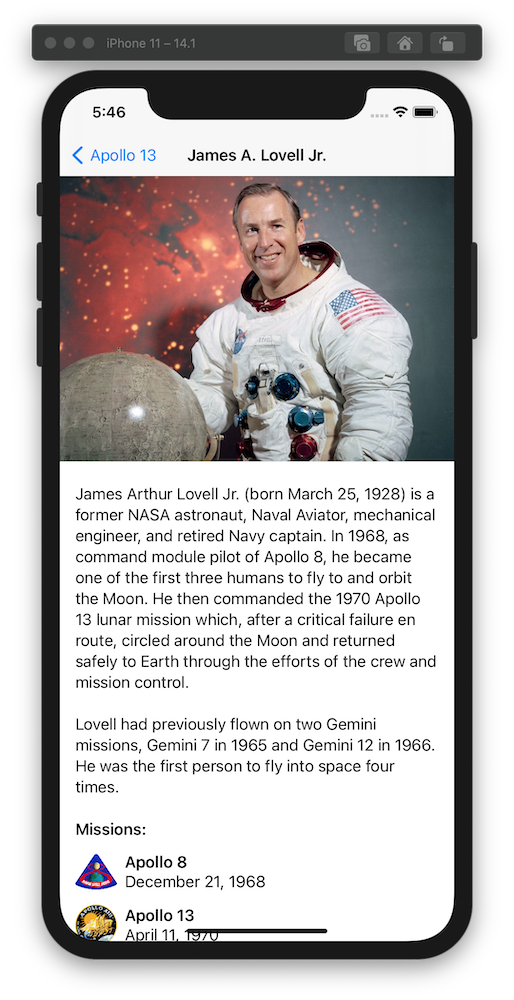 iPhone 11 – 14.1
5:46
Apollo 13
James A. Lovell Jr.
James Arthur Lovell Jr. (born March 25, 1928) is a
former NASA astronaut, Naval Aviator, mechanical
engineer, and retired Navy captain. In 1968, as
command module pilot of Apollo 8, he became
one of the first three humans to fly to and orbit
the Moon. He then commanded the 1970 Apollo
13 lunar mission which, after a critical failure en
route, circled around the Moon and returned
safely to Earth through the efforts of the crew and
mission control.
Lovell had previously flown on two Gemini
missions, Gemini 7 in 1965 and Gemini 12 in 1966.
He was the first person to fly into space four
times.
Missions:
Apollo 8
December 21, 1968
Apollo 13
April 11, 1970